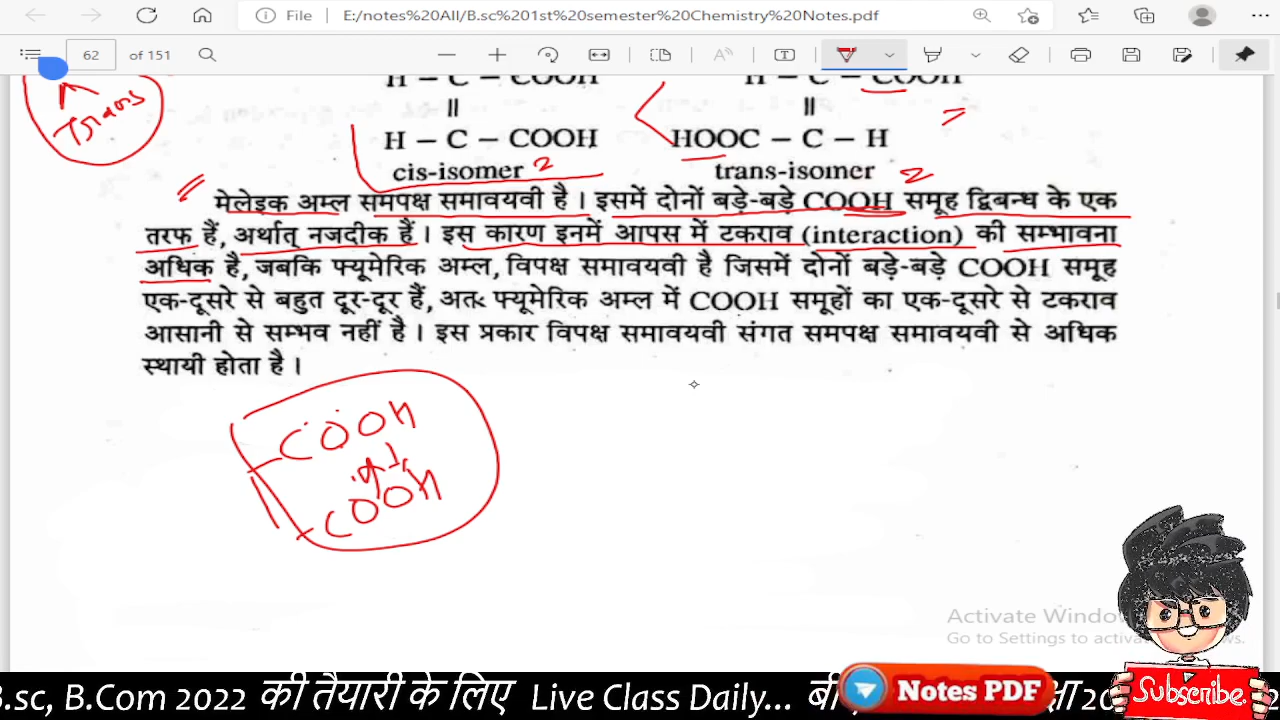 File E:/notes%20All/B.sc%201st%20semester%20Chemistry%20Notes.pdf
62 of 151
Trans
H – C – COOH H – C – COOH
|| ||
H – C – COOH HOOC – C – H
cis-isomer 2 trans-isomer 2
मेलेइक अम्ल समपक्ष समावयवी है। इसमें दोनों बड़े-बड़े COOH समूह द्विबन्ध के एक
तरफ हैं, अर्थात् नजदीक हैं। इस कारण इनमें आपस में टकराव (interaction) की सम्भावना
अधिक है, जबकि फ्यूमेरिक अम्ल, विपक्ष समावयवी है जिसमें दोनों बड़े-बड़े COOH समूह
एक-दूसरे से बहुत दूर-दूर हैं, अतः फ्यूमेरिक अम्ल में COOH समूहों का एक-दूसरे से टकराव
आसानी से सम्भव नहीं है। इस प्रकार विपक्ष समावयवी संगत समपक्ष समावयवी से अधिक
स्थायी होता है।
COOH
COOH
Activate Windo
Go to Settings to activa
B.sc, B.Com 2022 की तैयारी के लिए Live Class Daily...
Notes PDF
Subscribe